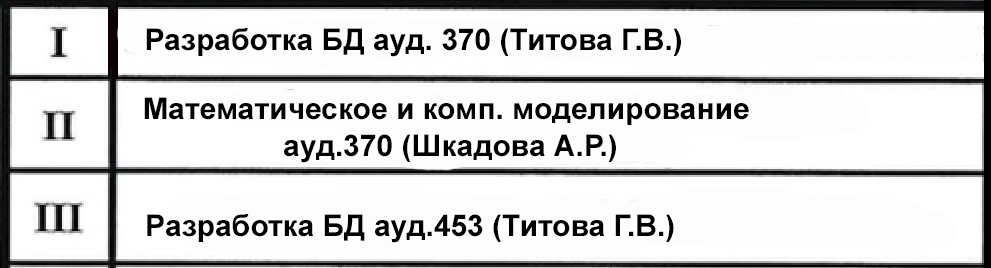 I
Разработка БД ауд. 370 (Титова Г.В.)
II
Математическое и комп. моделирование
ауд.370 (Шкадова А.Р.)
III
Разработка БД ауд.453 (Титова Г.В.)